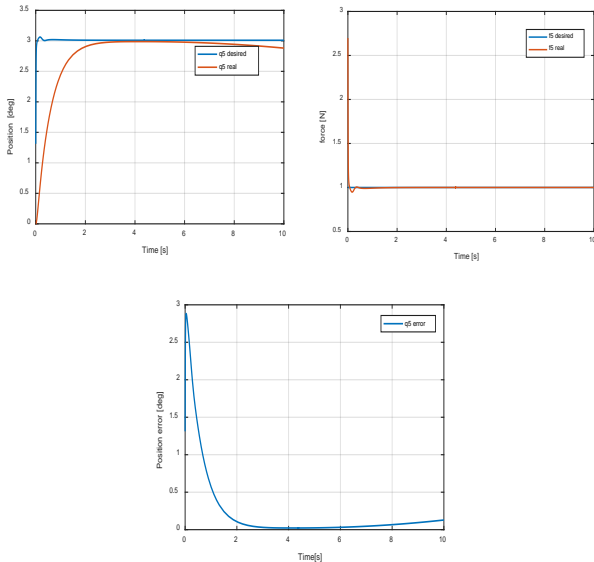 3.5
3
2.5
2
1.5
1
0.5
0
Position [deg]
q5 desired
q5 real
0 2 4 6 8 10
Time [s]
3
2.5
2
1.5
1
0.5
force [N]
f5 desired
f5 real
0 2 4 6 8 10
Time [s]
3
2.5
2
1.5
1
0.5
0
Position error [deg]
q5 error
0 2 4 6 8 10
Time[s]